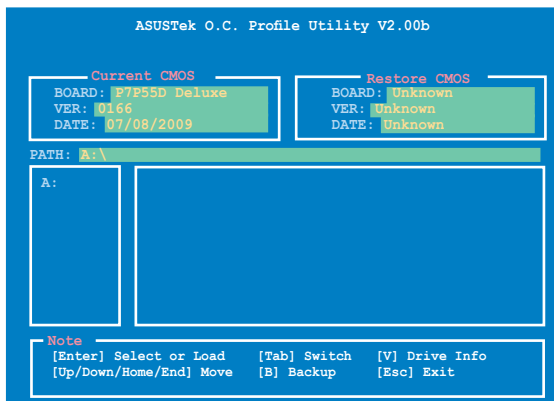 ASUSTek O.C. Profile Utility V2.00b
Current CMOS
BOARD: P7P55D Deluxe
VER: 0166
DATE: 07/08/2009
Restore CMOS
BOARD: Unknown
VER: Unknown
DATE: Unknown
PATH: A:\
A:
Note
[Enter] Select or Load [Tab] Switch [V] Drive Info
[Up/Down/Home/End] Move [B] Backup [Esc] Exit